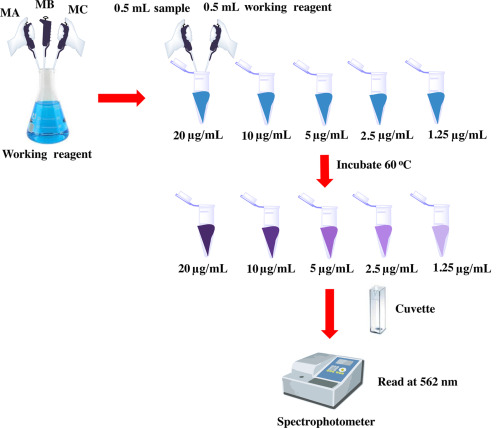 MA MB MC
0.5 mL sample 0.5 mL working reagent
Working reagent
20 µg/mL 10 µg/mL 5 µg/mL 2.5 µg/mL 1.25 µg/mL
Incubate 60 ºC
20 µg/mL 10 µg/mL 5 µg/mL 2.5 µg/mL 1.25 µg/mL
Cuvette
Read at 562 nm
Spectrophotometer